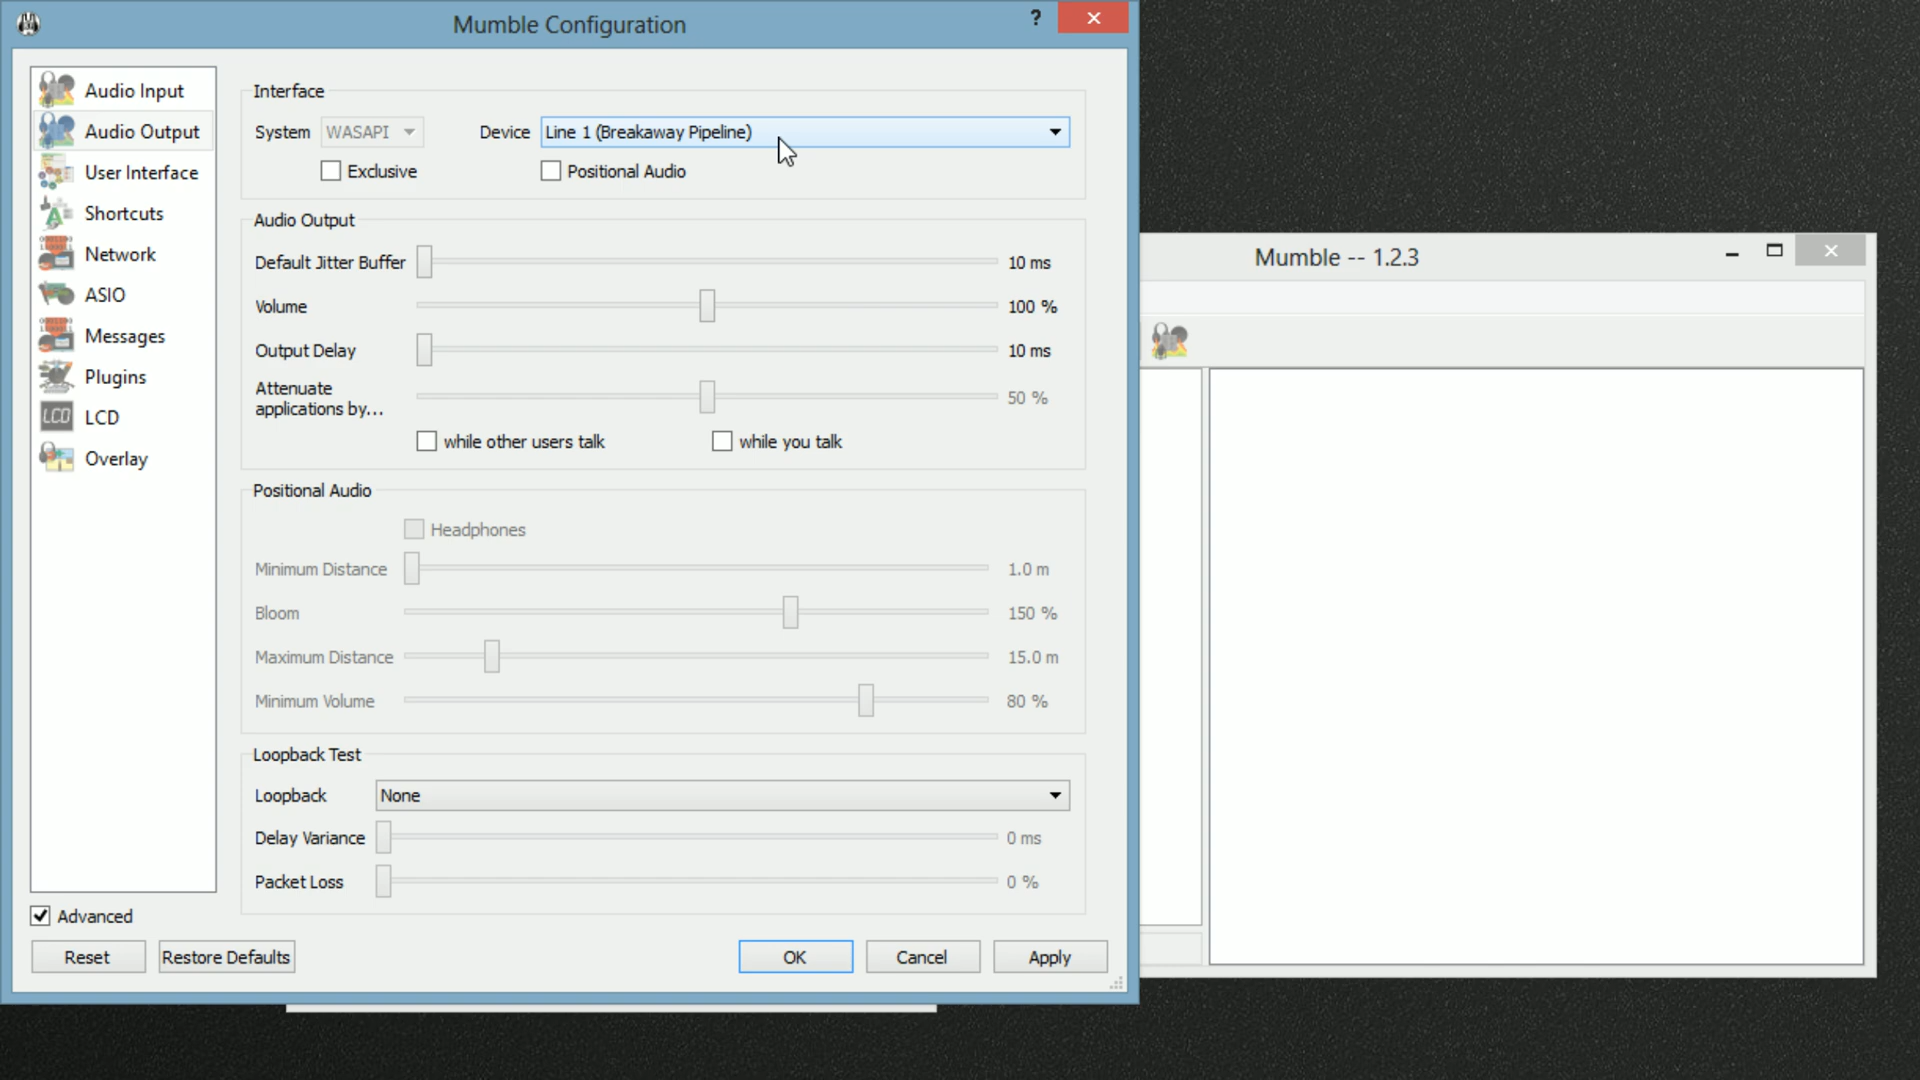 Mumble Configuration
?
Audio Input
Audio Output
User Interface
Shortcuts
Network
ASIO
Messages
Plugins
LCD
LCD
Overlay
Advanced
Interface
System WASAPI
Device Line 1 (Breakaway Pipeline)
Exclusive
Positional Audio
Audio Output
Default Jitter Buffer 10 ms
Volume 100 %
Output Delay 10 ms
Attenuate
applications by... 50 %
while other users talk
while you talk
Positional Audio
Headphones
Minimum Distance 1.0 m
Bloom 150 %
Maximum Distance 15.0 m
Minimum Volume 80 %
Loopback Test
Loopback None
Delay Variance 0 ms
Packet Loss 0 %
Reset Restore Defaults OK Cancel Apply
Mumble -- 1.2.3